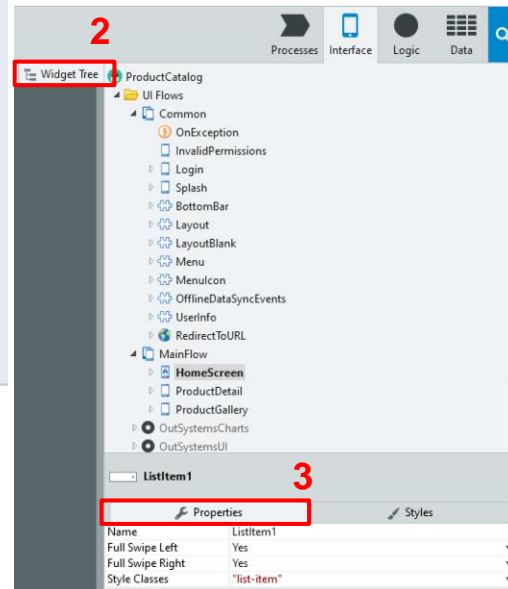 2
Processes Interface Logic Data
Widget Tree
ProductCatalog
UI Flows
Common
OnException
InvalidPermissions
Login
Splash
BottomBar
Layout
LayoutBlank
Menu
MenuIcon
OfflineDataSyncEvents
UserInfo
RedirectToURL
MainFlow
HomeScreen
ProductDetail
ProductGallery
OutSystemsCharts
OutSystemsUI
ListItem1
3
Properties Styles
Name ListItem1
Full Swipe Left Yes
Full Swipe Right Yes
Style Classes "list-item"